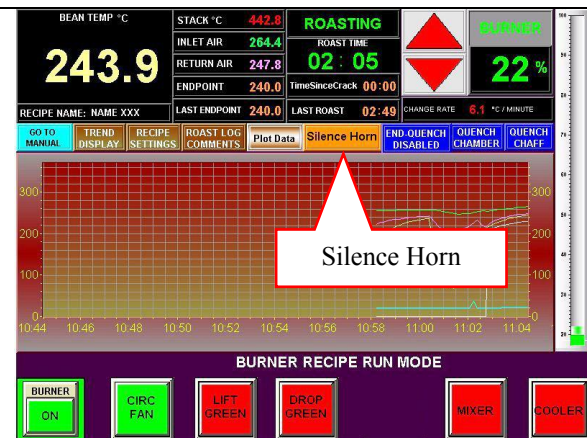 BEAN TEMP °C
243.9
RECIPE NAME: NAME XXX
STACK °C 442.8
INLET AIR 264.4
RETURN AIR 247.8
ENDPOINT 240.0
LAST ENDPOINT 240.0
ROASTING
ROAST TIME
02 : 05
TimeSinceCrack 00:00
LAST ROAST 02:49
BURNER
22 %
CHANGE RATE 6.1 °C / MINUTE
GO TO MANUAL
TREND DISPLAY
RECIPE SETTINGS
ROAST LOG COMMENTS
Plot Data
Silence Horn
END-QUENCH DISABLED
QUENCH CHAMBER
QUENCH CHAFF
Silence Horn
300 300
200 200
100 100
0 0
10:44 10:46 10:48 10:50 10:52 10:54 10:56 10:58 11:00 11:02 11:04
BURNER RECIPE RUN MODE
BURNER
ON
CIRC FAN
LIFT GREEN
DROP GREEN
MIXER
COOLER